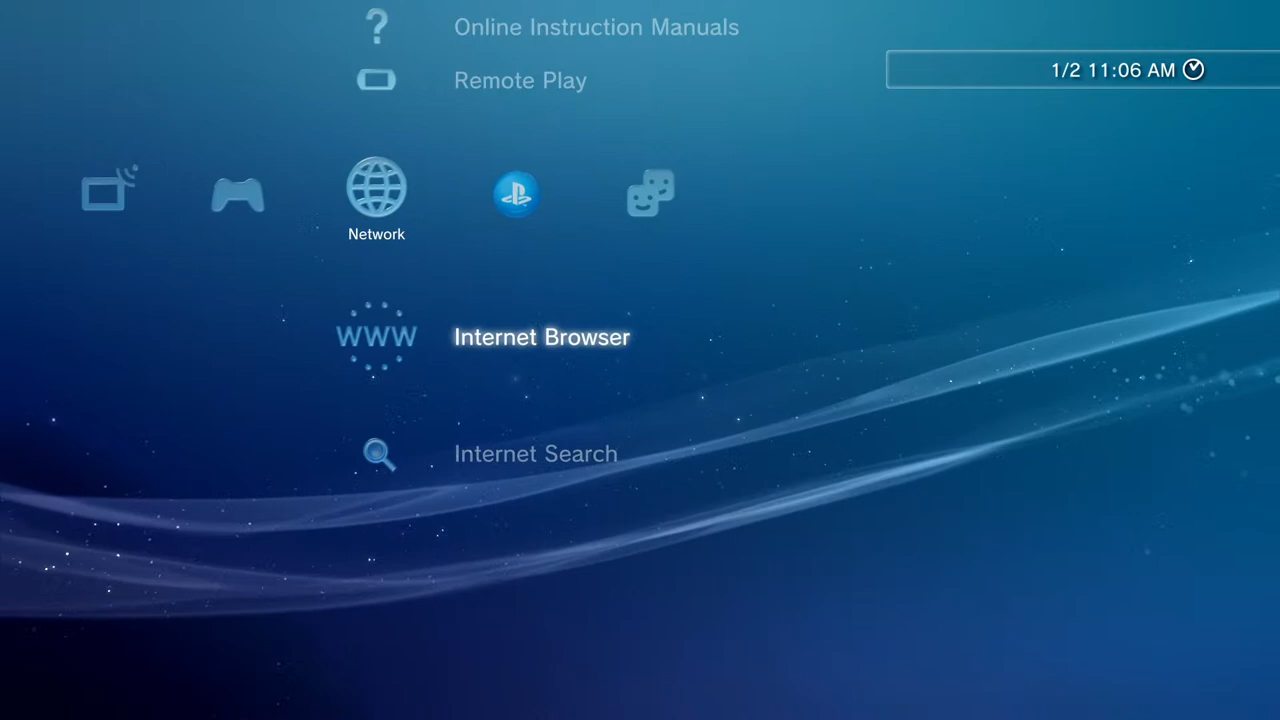 Online Instruction Manuals
1/2 11:06 AM
Remote Play
Network
WWW
Internet Browser
Internet Search